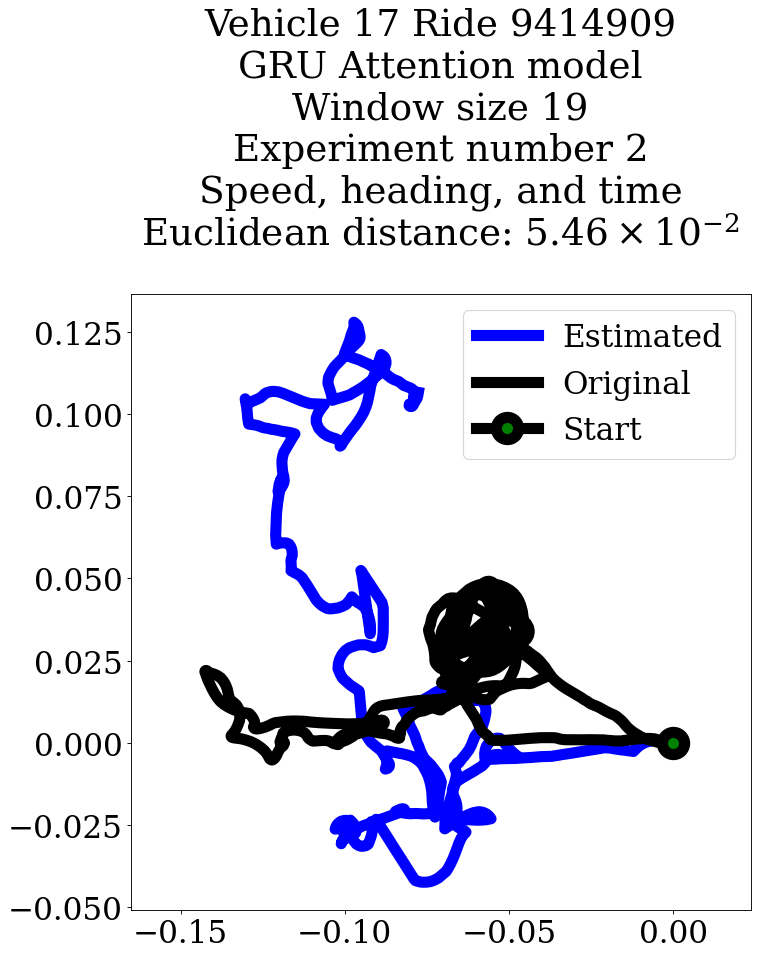 Vehicle 17 Ride 9414909
GRU Attention model
Window size 19
Experiment number 2
Speed, heading, and time
Euclidean distance: 5.46 × 10⁻²
Estimated
Original
Start
0.125
0.100
0.075
0.050
0.025
0.000
−0.025
−0.050
−0.15
−0.10
−0.05
0.00